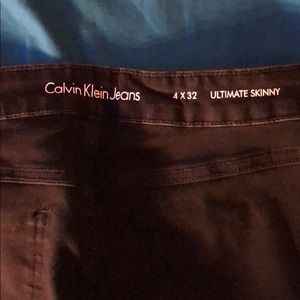 Calvin Klein Jeans 4 X 32 ULTIMATE SKINNY